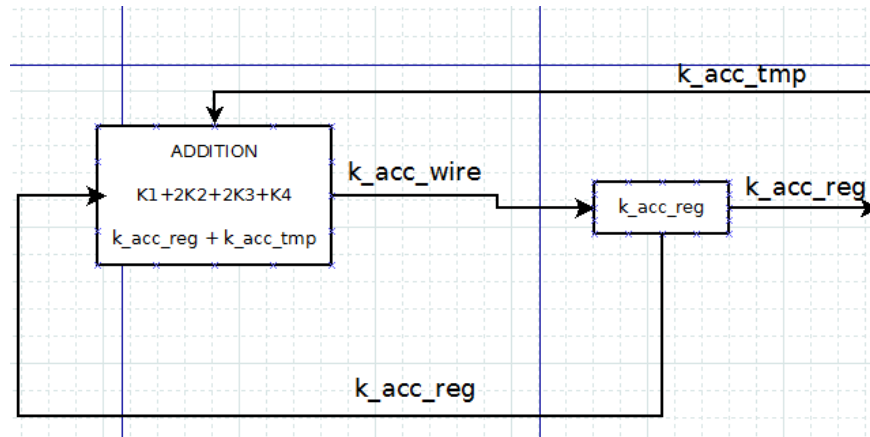 k_acc_tmp
ADDITION
K1+2K2+2K3+K4
k_acc_reg + k_acc_tmp
k_acc_wire
k_acc_reg
k_acc_reg
k_acc_reg